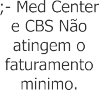 ;- Med Center
e CBS Não
atingem o
faturamento
minimo.